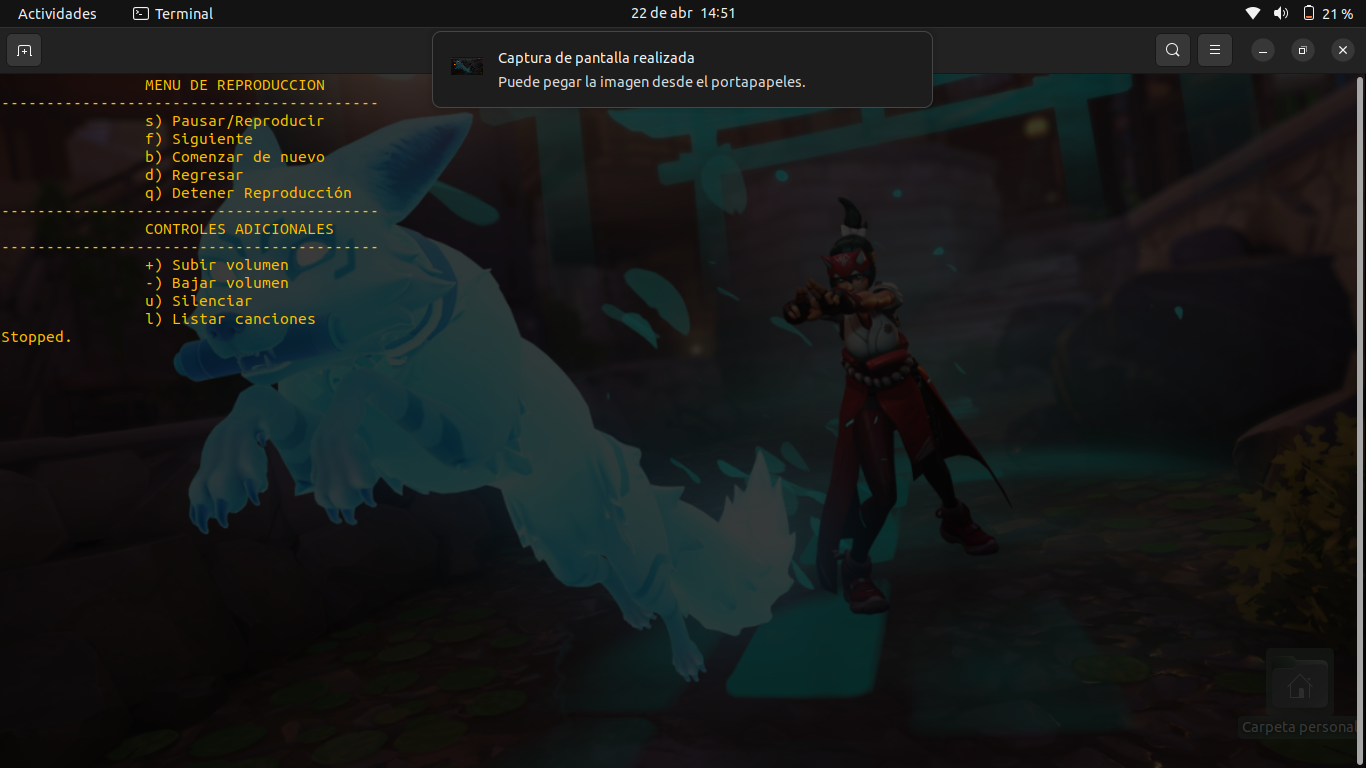 Actividades
Terminal
22 de abr 14:51
21 %
Captura de pantalla realizada
Puede pegar la imagen desde el portapapeles.
MENU DE REPRODUCCION
------------------------------------------
s) Pausar/Reproducir
f) Siguiente
b) Comenzar de nuevo
d) Regresar
q) Detener Reproducción
------------------------------------------
CONTROLES ADICIONALES
------------------------------------------
+) Subir volumen
-) Bajar volumen
u) Silenciar
l) Listar canciones
Stopped.
Carpeta personal